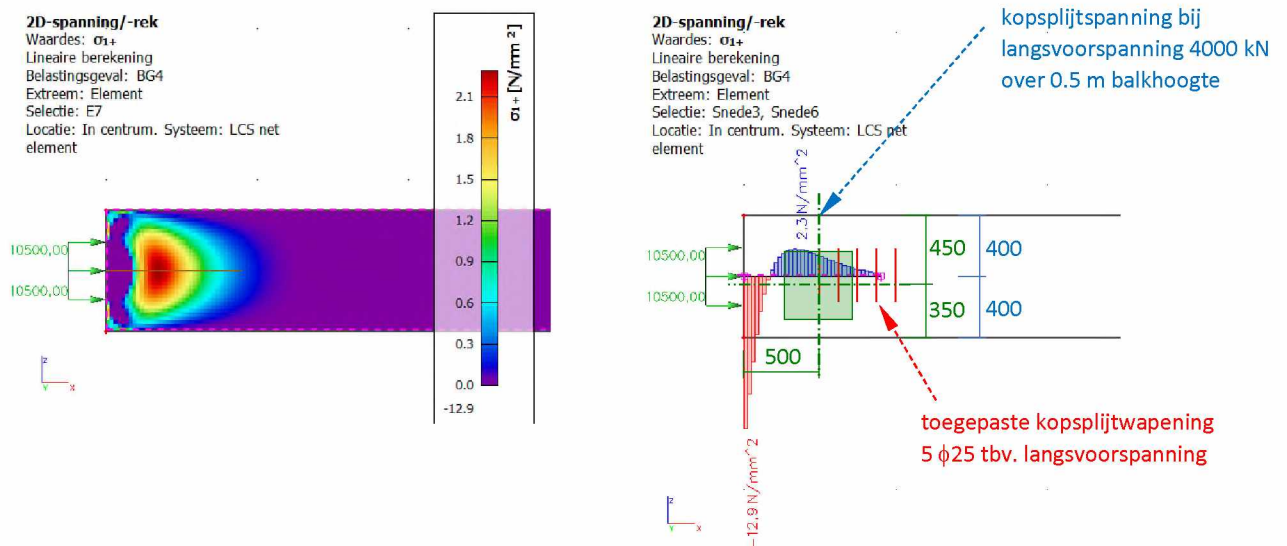 2D-spanning/-rek
Waardes: σ1+
Lineaire berekening
Belastingsgeval: BG4
Extreem: Element
Selectie: E7
Locatie: In centrum. Systeem: LCS net
element
σ1+ [N/mm²]
2.1
1.8
1.5
1.2
0.9
0.6
0.3
0.0
-12.9
10500,00
10500,00
z
Y
X
2D-spanning/-rek
Waardes: σ1+
Lineaire berekening
Belastingsgeval: BG4
Extreem: Element
Selectie: Snede3, Snede6
Locatie: In centrum. Systeem: LCS net
element
kopsplijtspanning bij
langsvoorspanning 4000 kN
over 0.5 m balkhoogte
2.3 N/mm^2
10500,00
10500,00
450
400
350
400
500
-12.9 N/mm^2
toegepaste kopsplijtwapening
5 ϕ25 tbv. langsvoorspanning
z
Y
X